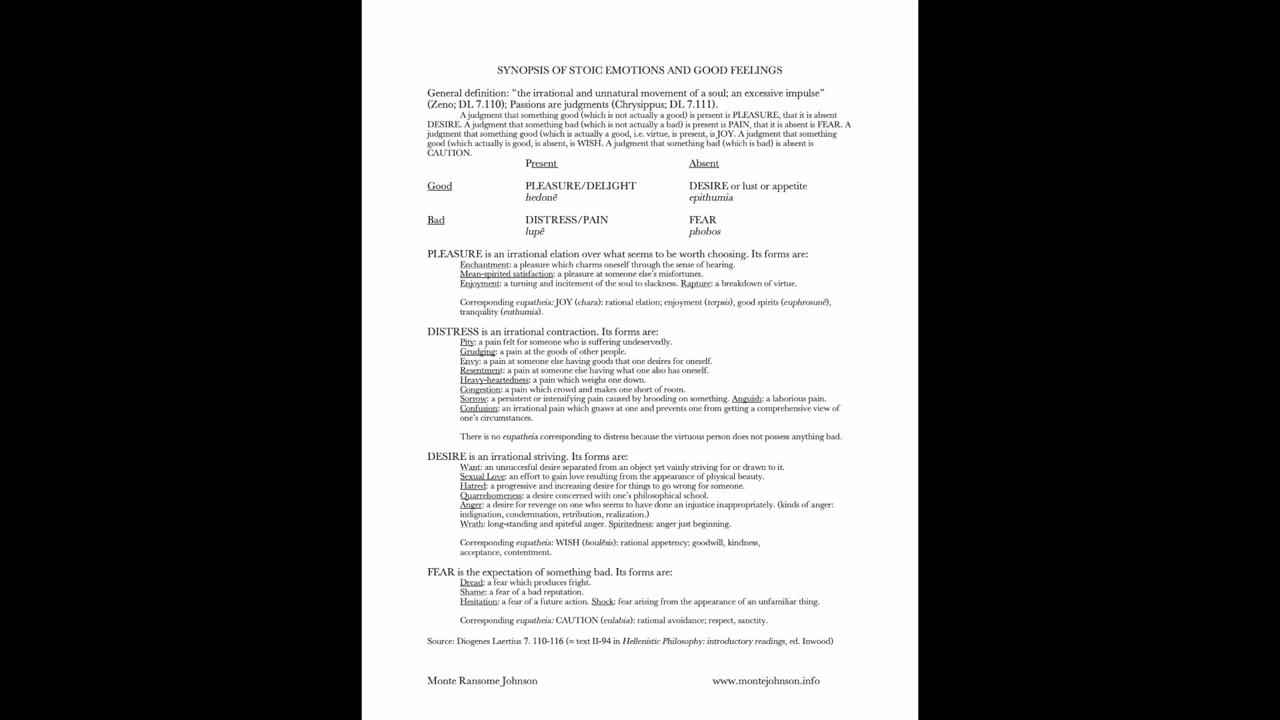 SYNOPSIS OF STOIC EMOTIONS AND GOOD FEELINGS
General definition: “the irrational and unnatural movement of a soul; an excessive impulse”
(Zeno; DL 7.110); Passions are judgments (Chrysippus; DL 7.111).
A judgment that something good (which is not actually a good) is present is PLEASURE, that it is absent
DESIRE. A judgment that something bad (which is not actually a bad) is present is PAIN, that it is absent is FEAR. A
judgment that something good (which is actually a good, i.e. virtue, is present, is JOY. A judgment that something
good (which actually is good, is absent, is WISH. A judgment that something bad (which is bad) is absent is
CAUTION.
Present Absent
Good PLEASURE/DELIGHT DESIRE or lust or appetite
hedonê epithumia
Bad DISTRESS/PAIN FEAR
lupê phobos
PLEASURE is an irrational elation over what seems to be worth choosing. Its forms are:
Enchantment: a pleasure which charms oneself through the sense of hearing.
Mean-spirited satisfaction: a pleasure at someone else’s misfortunes.
Enjoyment: a turning and incitement of the soul to slackness. Rapture: a breakdown of virtue.
Corresponding eupatheia: JOY (chara): rational elation; enjoyment (terpsis), good spirits (euphrosunê),
tranquility (euthumia).
DISTRESS is an irrational contraction. Its forms are:
Pity: a pain felt for someone who is suffering undeservedly.
Grudging: a pain at the goods of other people.
Envy: a pain at someone else having goods that one desires for oneself.
Resentment: a pain at someone else having what one also has oneself.
Heavy-heartedness: a pain which weighs one down.
Congestion: a pain which crowd and makes one short of room.
Sorrow: a persistent or intensifying pain caused by brooding on something. Anguish: a laborious pain.
Confusion: an irrational pain which gnaws at one and prevents one from getting a comprehensive view of
one’s circumstances.
There is no eupatheia corresponding to distress because the virtuous person does not possess anything bad.
DESIRE is an irrational striving. Its forms are:
Want: an unsuccesful desire separated from an object yet vainly striving for or drawn to it.
Sexual Love: an effort to gain love resulting from the appearance of physical beauty.
Hatred: a progressive and increasing desire for things to go wrong for someone.
Quarrelsomeness: a desire concerned with one’s philosophical school.
Anger: a desire for revenge on one who seems to have done an injustice inappropriately. (kinds of anger:
indignation, condemnation, retribution, realization.)
Wrath: long-standing and spiteful anger. Spiritedness: anger just beginning.
Corresponding eupatheia: WISH (boulêsis): rational appetency; goodwill, kindness,
acceptance, contentment.
FEAR is the expectation of something bad. Its forms are:
Dread: a fear which produces fright.
Shame: a fear of a bad reputation.
Hesitation: a fear of a future action. Shock: fear arising from the appearance of an unfamiliar thing.
Corresponding eupatheia: CAUTION (eulabia): rational avoidance; respect, sanctity.
Source: Diogenes Laertius 7. 110-116 (= text II-94 in Hellenistic Philosophy: introductory readings, ed. Inwood)
Monte Ransome Johnson www.montejohnson.info